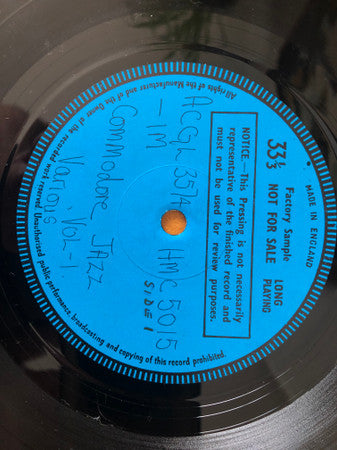 MADE IN ENGLAND
33⅓
Factory Sample
NOT FOR SALE
LONG
PLAYING
NOTICE.—This Pressing is not necessarily
representative of the finished record and
must not be used for review purposes.
HMC 5015
SIDE 1
-1M
Commodore JAZZ
VOL-1.
Various
All rights of the Manufacturer and of the Owner of the recorded work reserved. Unauthorised public performance, broadcasting and copying of this record prohibited.